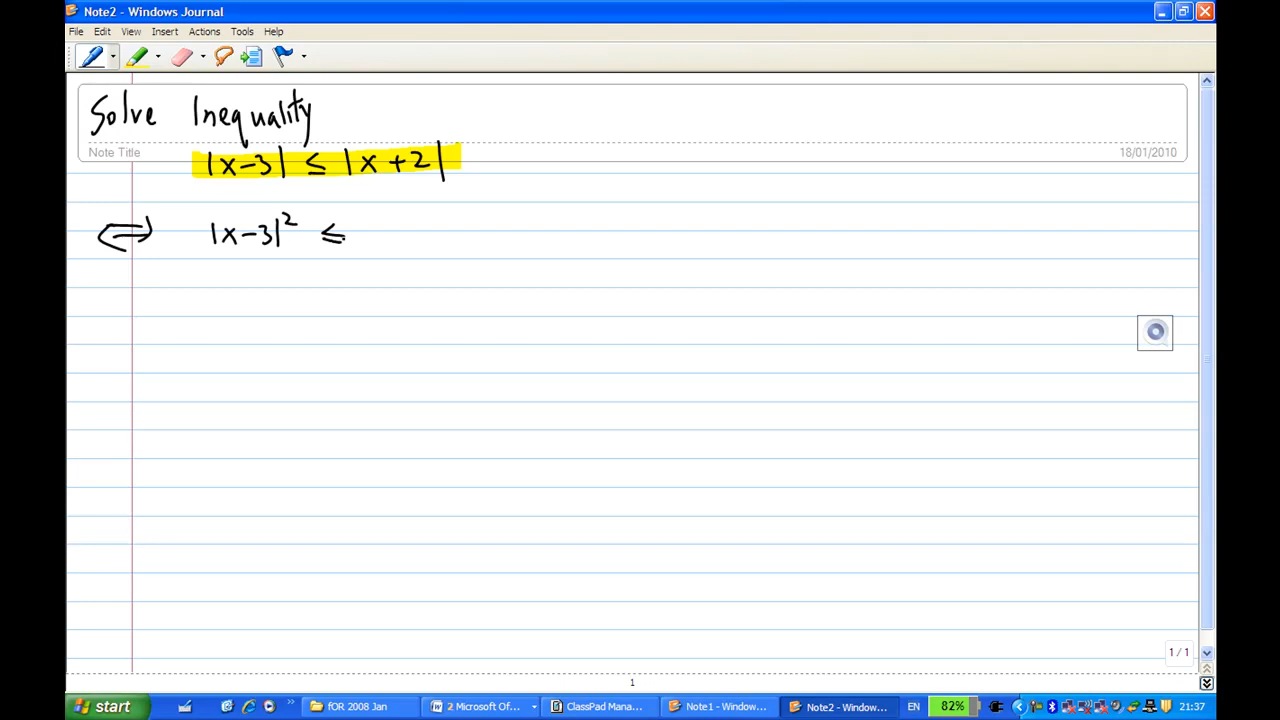 Note2 - Windows Journal
File Edit View Insert Actions Tools Help
Solve Inequality
Note Title
18/01/2010
|x-3| ≤ |x+2|
⟺ |x-3|² ≤
1 / 1
1
start
fOR 2008 Jan
2 Microsoft Of...
ClassPad Mana...
Note1 - Window...
Note2 - Window...
EN
82%
21:37